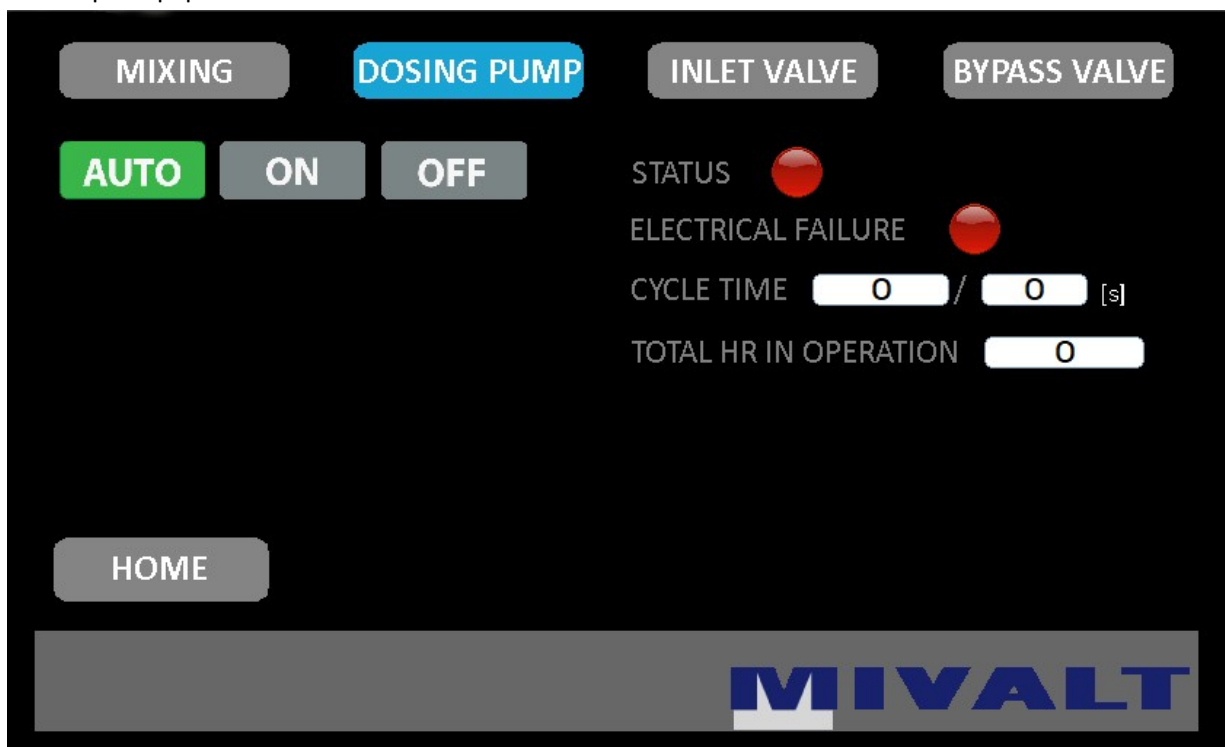 MIXING DOSING PUMP INLET VALVE BYPASS VALVE
AUTO ON OFF
STATUS
ELECTRICAL FAILURE
CYCLE TIME 0 / 0 [s]
TOTAL HR IN OPERATION 0
HOME
MIVALT